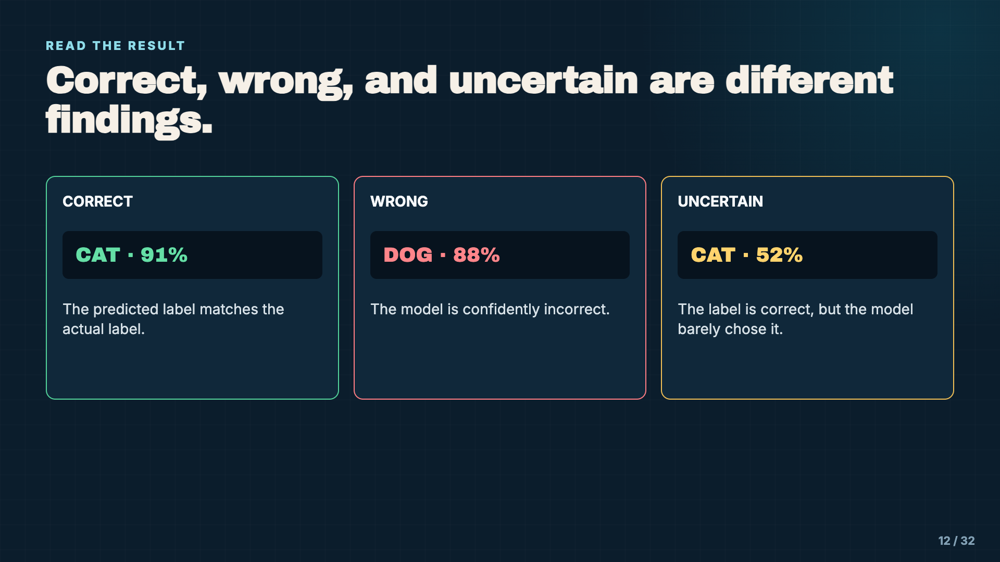 READ THE RESULT
Correct, wrong, and uncertain are different
findings.
CORRECT
CAT · 91%
The predicted label matches the
actual label.
WRONG
DOG · 88%
The model is confidently incorrect.
UNCERTAIN
CAT · 52%
The label is correct, but the model
barely chose it.
12 / 32